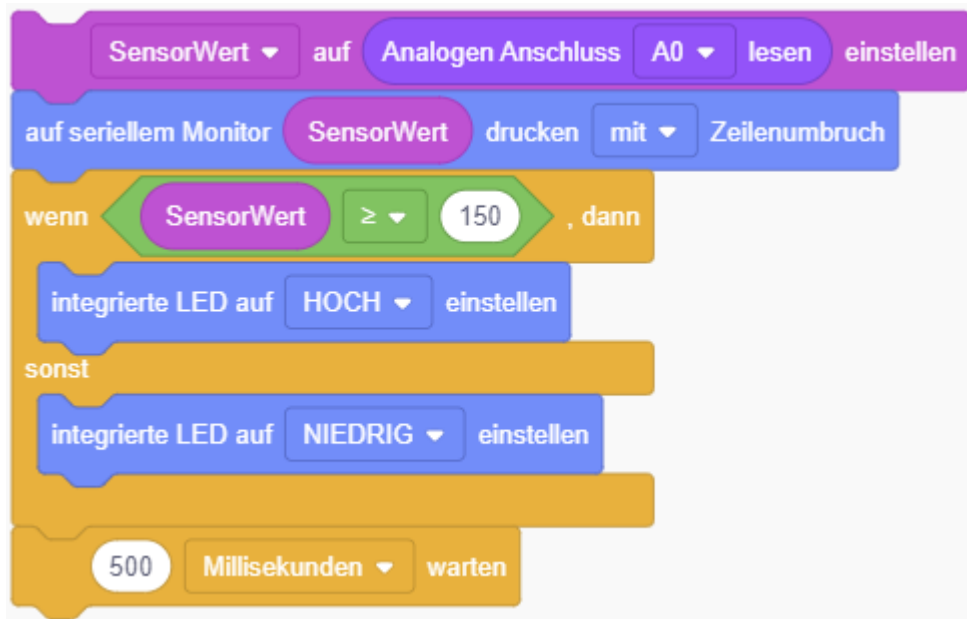 SensorWert auf Analogen Anschluss A0 lesen einstellen
auf seriellem Monitor SensorWert drucken mit Zeilenumbruch
wenn SensorWert ≥ 150 , dann
integrierte LED auf HOCH einstellen
sonst
integrierte LED auf NIEDRIG einstellen
500 Millisekunden warten